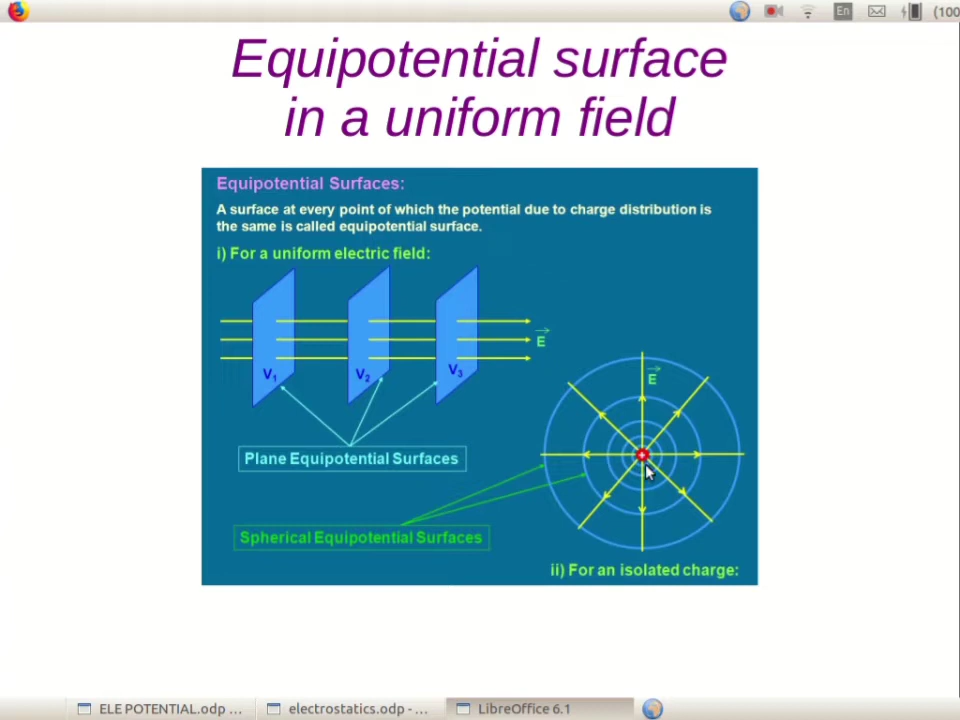 En
(100
Equipotential surface
in a uniform field
Equipotential Surfaces:
A surface at every point of which the potential due to charge distribution is
the same is called equipotential surface.
i) For a uniform electric field:
E
V1
V2
V3
E
Plane Equipotential Surfaces
+
Spherical Equipotential Surfaces
ii) For an isolated charge:
ELE POTENTIAL.odp ...
electrostatics.odp - ...
LibreOffice 6.1